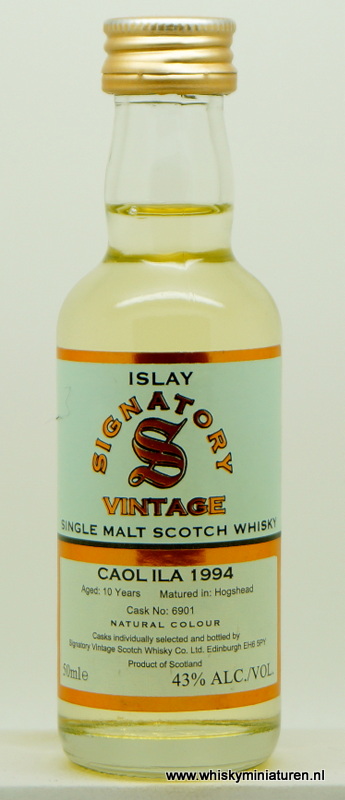 ISLAY
SIGNATORY
S
VINTAGE
SINGLE MALT SCOTCH WHISKY
CAOL ILA 1994
Aged: 10 Years Matured in: Hogshead
Cask No: 6901
NATURAL COLOUR
Casks individually selected and bottled by
Signatory Vintage Scotch Whisky Co. Ltd. Edinburgh EH6 5PY
Product of Scotland
50ml℮ 43% ALC./VOL.
www.whiskyminiaturen.nl